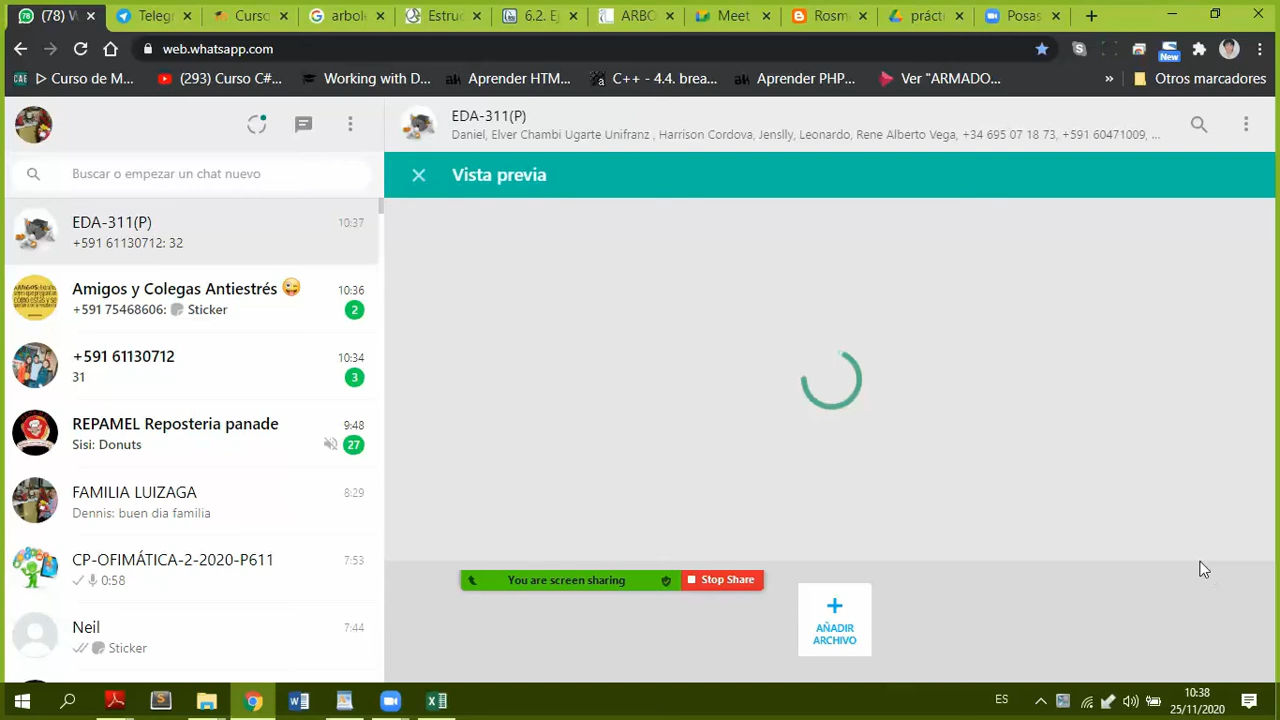 (78) W
Telegr
Curso
arbole
Estruc
6.2. Ej
ARBO
Meet
Rosm
prácti
Posas
web.whatsapp.com
New
Curso de M...
(293) Curso C#...
Working with D...
Aprender HTM...
C++ - 4.4. brea...
Aprender PHP...
Ver "ARMADO...
Otros marcadores
EDA-311(P)
Daniel, Elver Chambi Ugarte Unifranz , Harrison Cordova, Jenslly, Leonardo, Rene Alberto Vega, +34 695 07 18 73, +591 60471009, ...
Buscar o empezar un chat nuevo
Vista previa
EDA-311(P)
10:37
+591 61130712: 32
Amigos y Colegas Antiestrés 😜
10:36
+591 75468606: Sticker
2
+591 61130712
10:34
31
3
REPAMEL Reposteria panade
9:48
Sisi: Donuts
27
FAMILIA LUIZAGA
8:29
Dennis: buen dia familia
CP-OFIMÁTICA-2-2020-P611
7:53
0:58
Neil
7:44
Sticker
You are screen sharing
Stop Share
AÑADIR
ARCHIVO
ES
10:38
25/11/2020